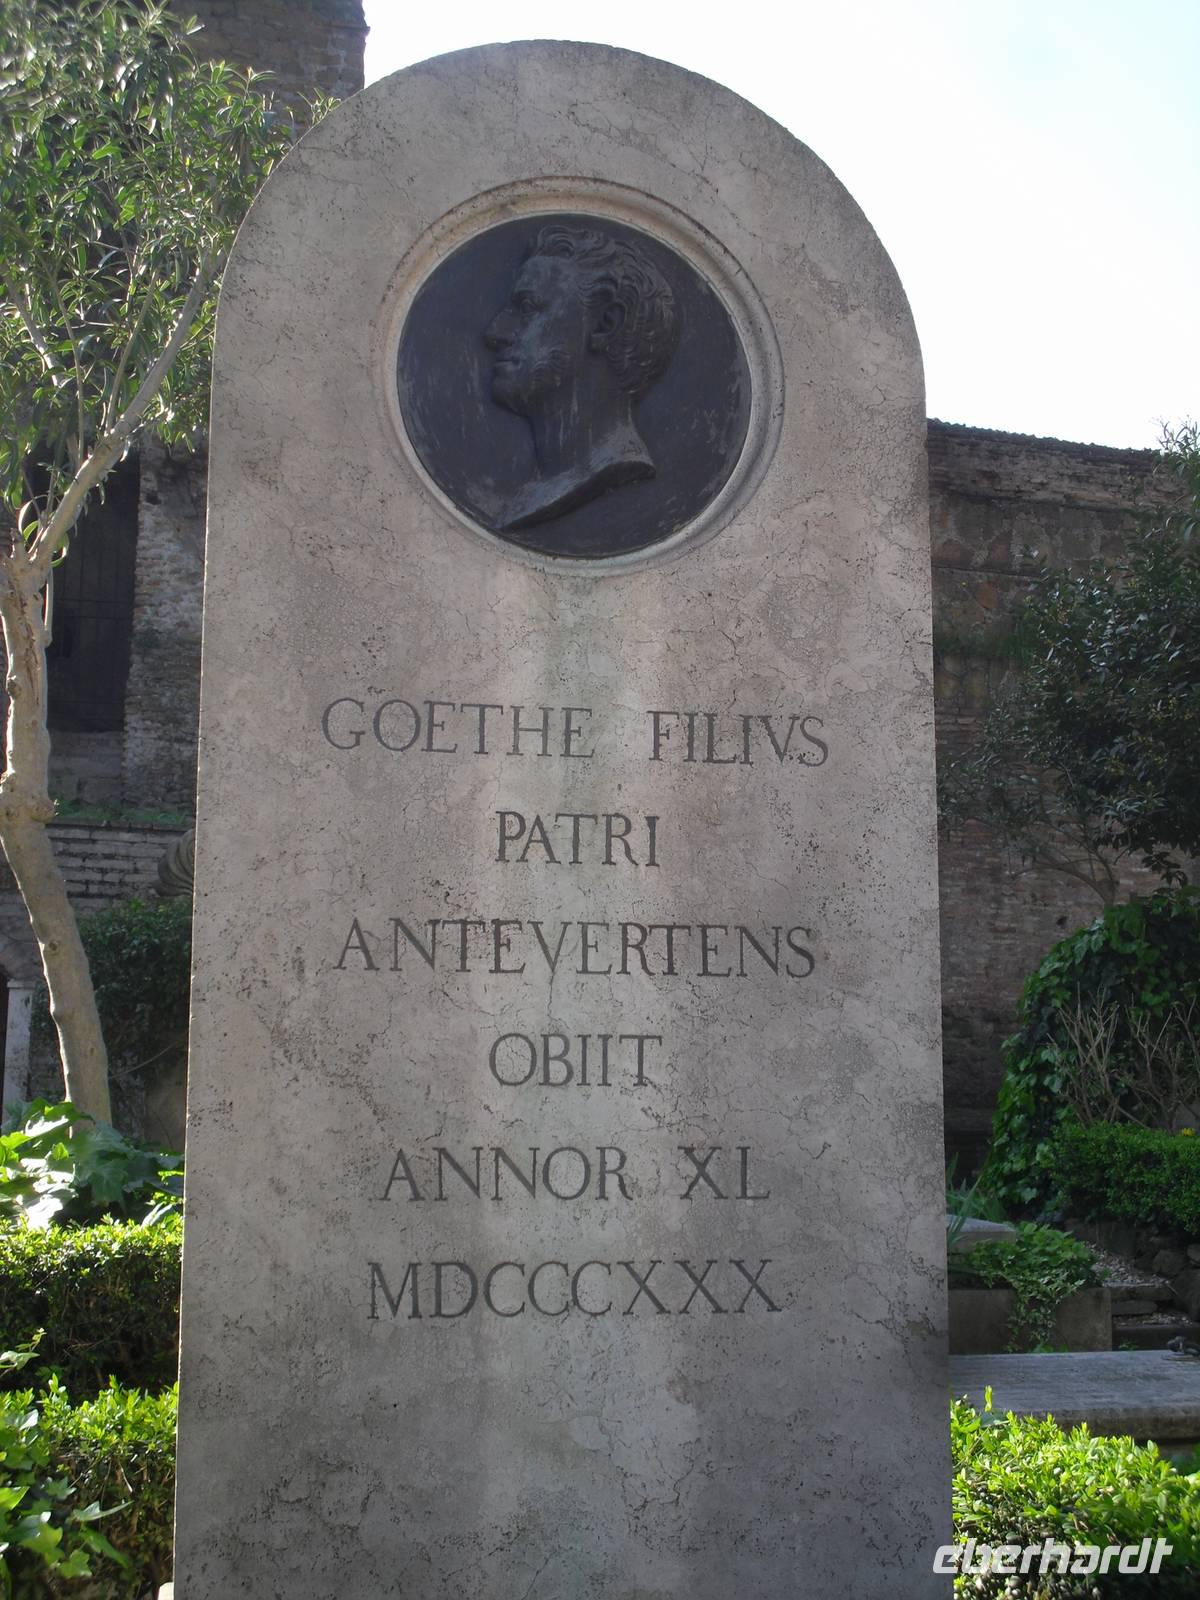 GOETHE FILIVS
PATRI
ANTEVERTENS
OBIIT
ANNOR XL
MDCCCXXX
eberhardt